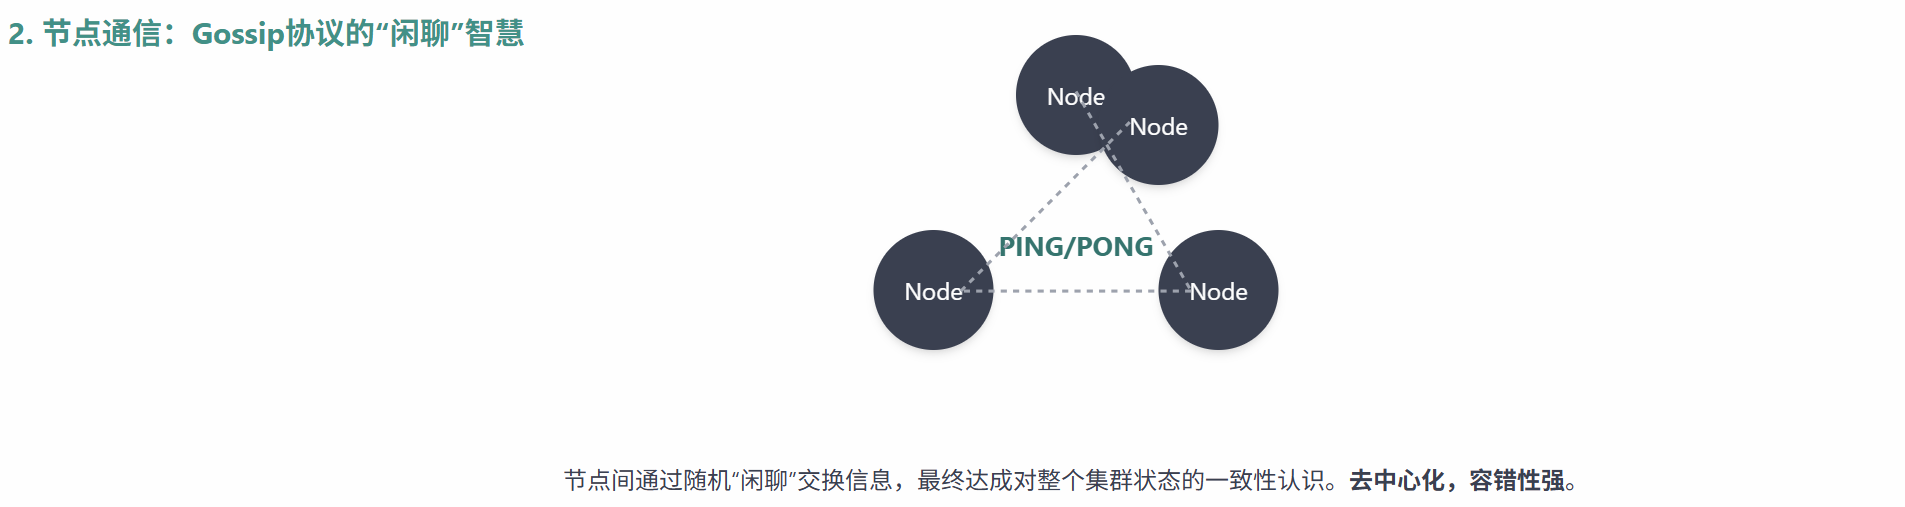 2. 节点通信：Gossip协议的“闲聊”智慧
Node
Node
PING/PONG
Node
Node
节点间通过随机“闲聊”交换信息，最终达成对整个集群状态的一致性认识。去中心化，容错性强。